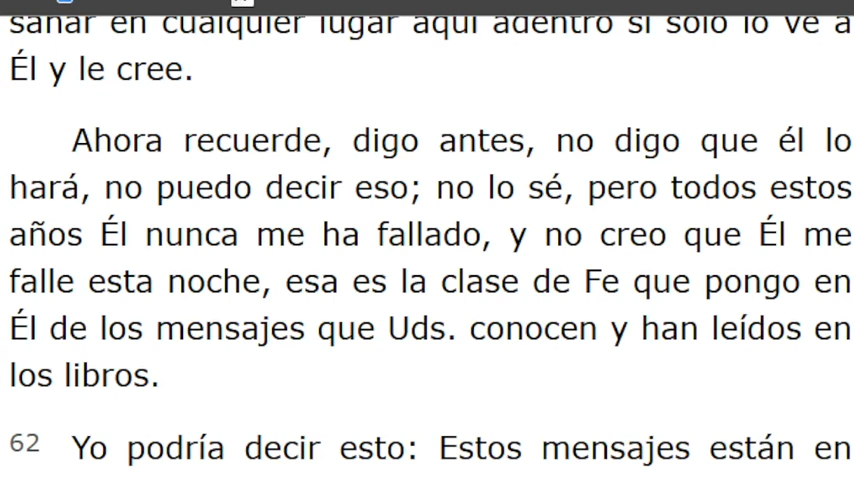 sanar en cualquier lugar aquí adentro si sólo lo ve a
Él y le cree.
Ahora recuerde, digo antes, no digo que él lo
hará, no puedo decir eso; no lo sé, pero todos estos
años Él nunca me ha fallado, y no creo que Él me
falle esta noche, esa es la clase de Fe que pongo en
Él de los mensajes que Uds. conocen y han leídos en
los libros.
62 Yo podría decir esto: Estos mensajes están en